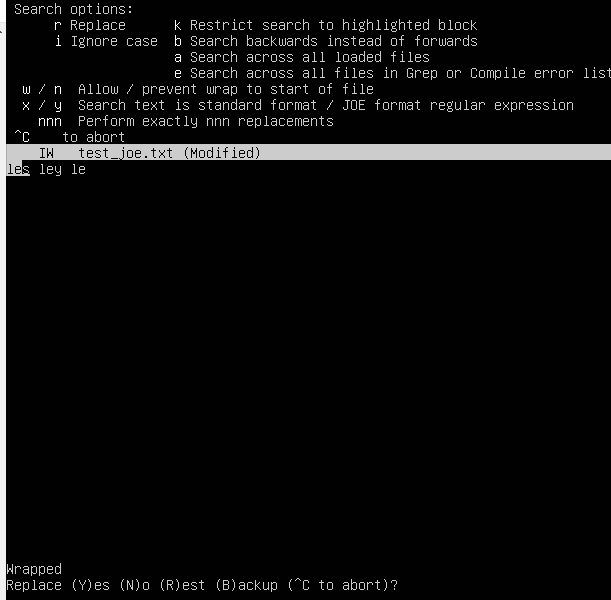 Search options:
r Replace k Restrict search to highlighted block
i Ignore case b Search backwards instead of forwards
a Search across all loaded files
e Search across all files in Grep or Compile error list
w / n Allow / prevent wrap to start of file
x / y Search text is standard format / JOE format regular expression
nnn Perform exactly nnn replacements
^C to abort
IW test_joe.txt (Modified)
les ley le
Wrapped
Replace (Y)es (N)o (R)est (B)ackup (^C to abort)?